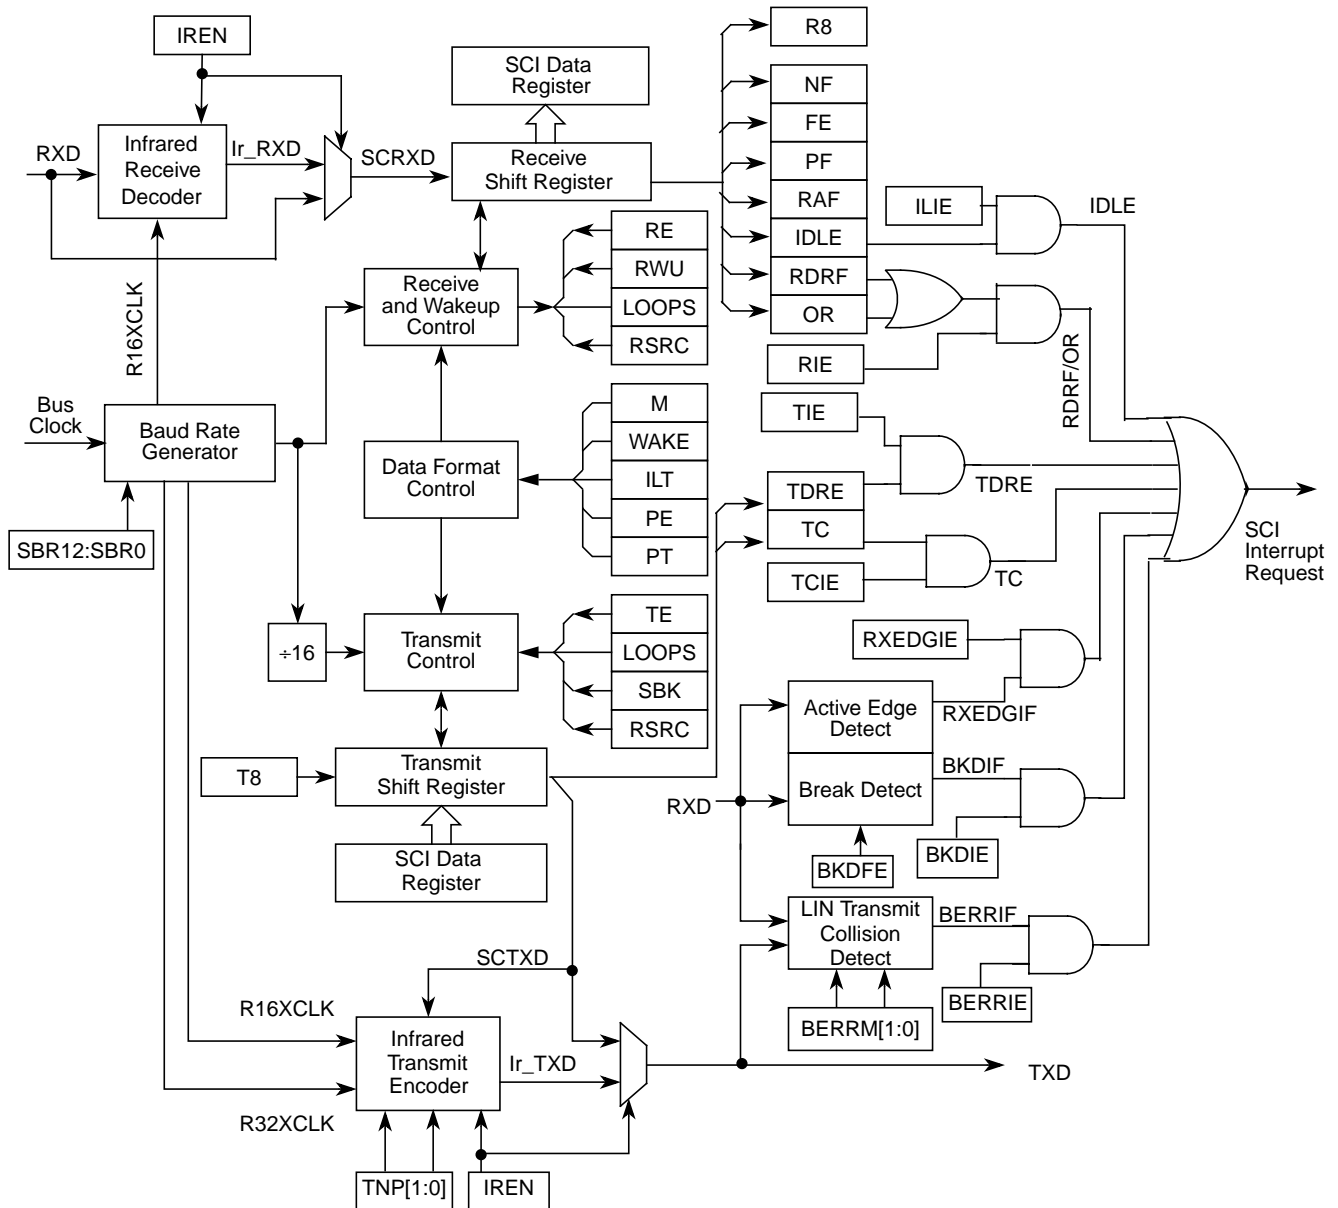 IREN
SCI Data
Register
R8
NF
FE
PF
RAF
IDLE
RDRF
OR
RXD
Infrared
Receive
Decoder
Ir_RXD
SCRXD
Receive
Shift Register
ILIE
IDLE
RE
RWU
LOOPS
RSRC
Receive
and Wakeup
Control
R16XCLK
RIE
RDRF/OR
Bus
Clock
Baud Rate
Generator
M
WAKE
ILT
PE
PT
TIE
Data Format
Control
TDRE
TC
TDRE
SBR12:SBR0
TCIE
TC
SCI
Interrupt
Request
÷16
Transmit
Control
TE
LOOPS
SBK
RSRC
RXEDGIE
Active Edge
Detect
RXEDGIF
T8
Transmit
Shift Register
RXD
Break Detect
BKDIF
BKDIE
BKDFE
SCI Data
Register
LIN Transmit
Collision
Detect
BERRIF
BERRIE
BERRM[1:0]
SCTXD
R16XCLK
Infrared
Transmit
Encoder
Ir_TXD
TXD
R32XCLK
TNP[1:0]
IREN